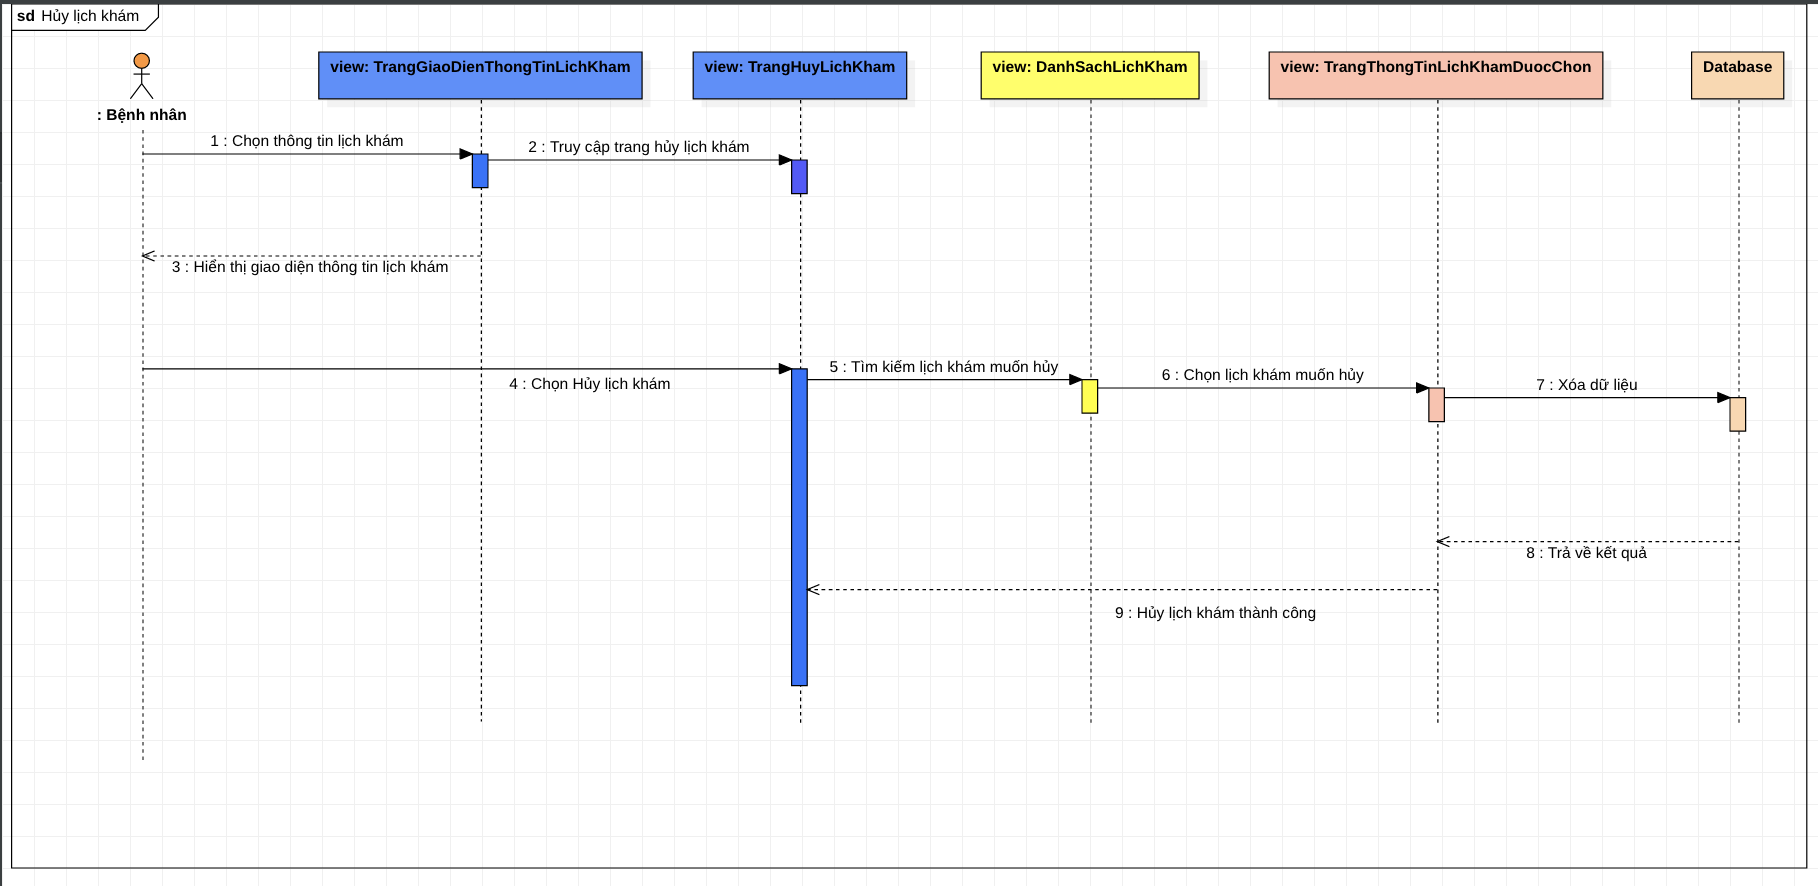 sd Hủy lịch khám
: Bệnh nhân
view: TrangGiaoDienThongTinLichKham
view: TrangHuyLichKham
view: DanhSachLichKham
view: TrangThongTinLichKhamDuocChon
Database
1 : Chọn thông tin lịch khám
2 : Truy cập trang hủy lịch khám
3 : Hiển thị giao diện thông tin lịch khám
4 : Chọn Hủy lịch khám
5 : Tìm kiếm lịch khám muốn hủy
6 : Chọn lịch khám muốn hủy
7 : Xóa dữ liệu
8 : Trả về kết quả
9 : Hủy lịch khám thành công